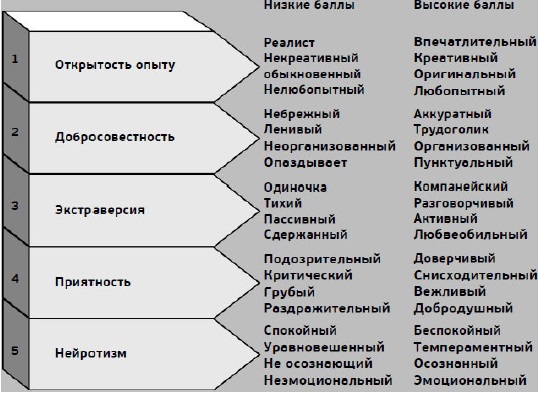 Низкие баллы Высокие баллы
1 Открытость опыту
Реалист Впечатлительный
Некреативный Креативный
обыкновенный Оригинальный
Нелюбопытный Любопытный
2 Добросовестность
Небрежный Аккуратный
Ленивый Трудоголик
Неорганизованный Организованный
Опаздывает Пунктуальный
3 Экстраверсия
Одиночка Компанейский
Тихий Разговорчивый
Пассивный Активный
Сдержанный Любвеобильный
4 Приятность
Подозрительный Доверчивый
Критический Снисходительный
Грубый Вежливый
Раздражительный Добродушный
5 Нейротизм
Спокойный Беспокойный
Уравновешенный Темпераментный
Не осознающий Осознанный
Неэмоциональный Эмоциональный